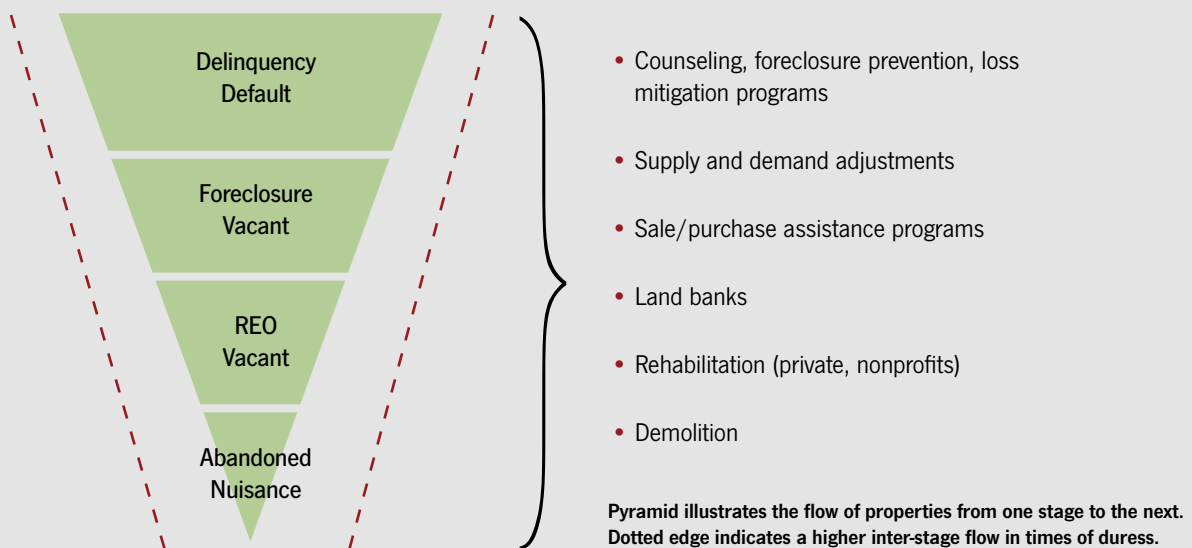 Delinquency
Default
Foreclosure
Vacant
REO
Vacant
Abandoned
Nuisance
• Counseling, foreclosure prevention, loss
mitigation programs
• Supply and demand adjustments
• Sale/purchase assistance programs
• Land banks
• Rehabilitation (private, nonprofits)
• Demolition
Pyramid illustrates the flow of properties from one stage to the next.
Dotted edge indicates a higher inter-stage flow in times of duress.